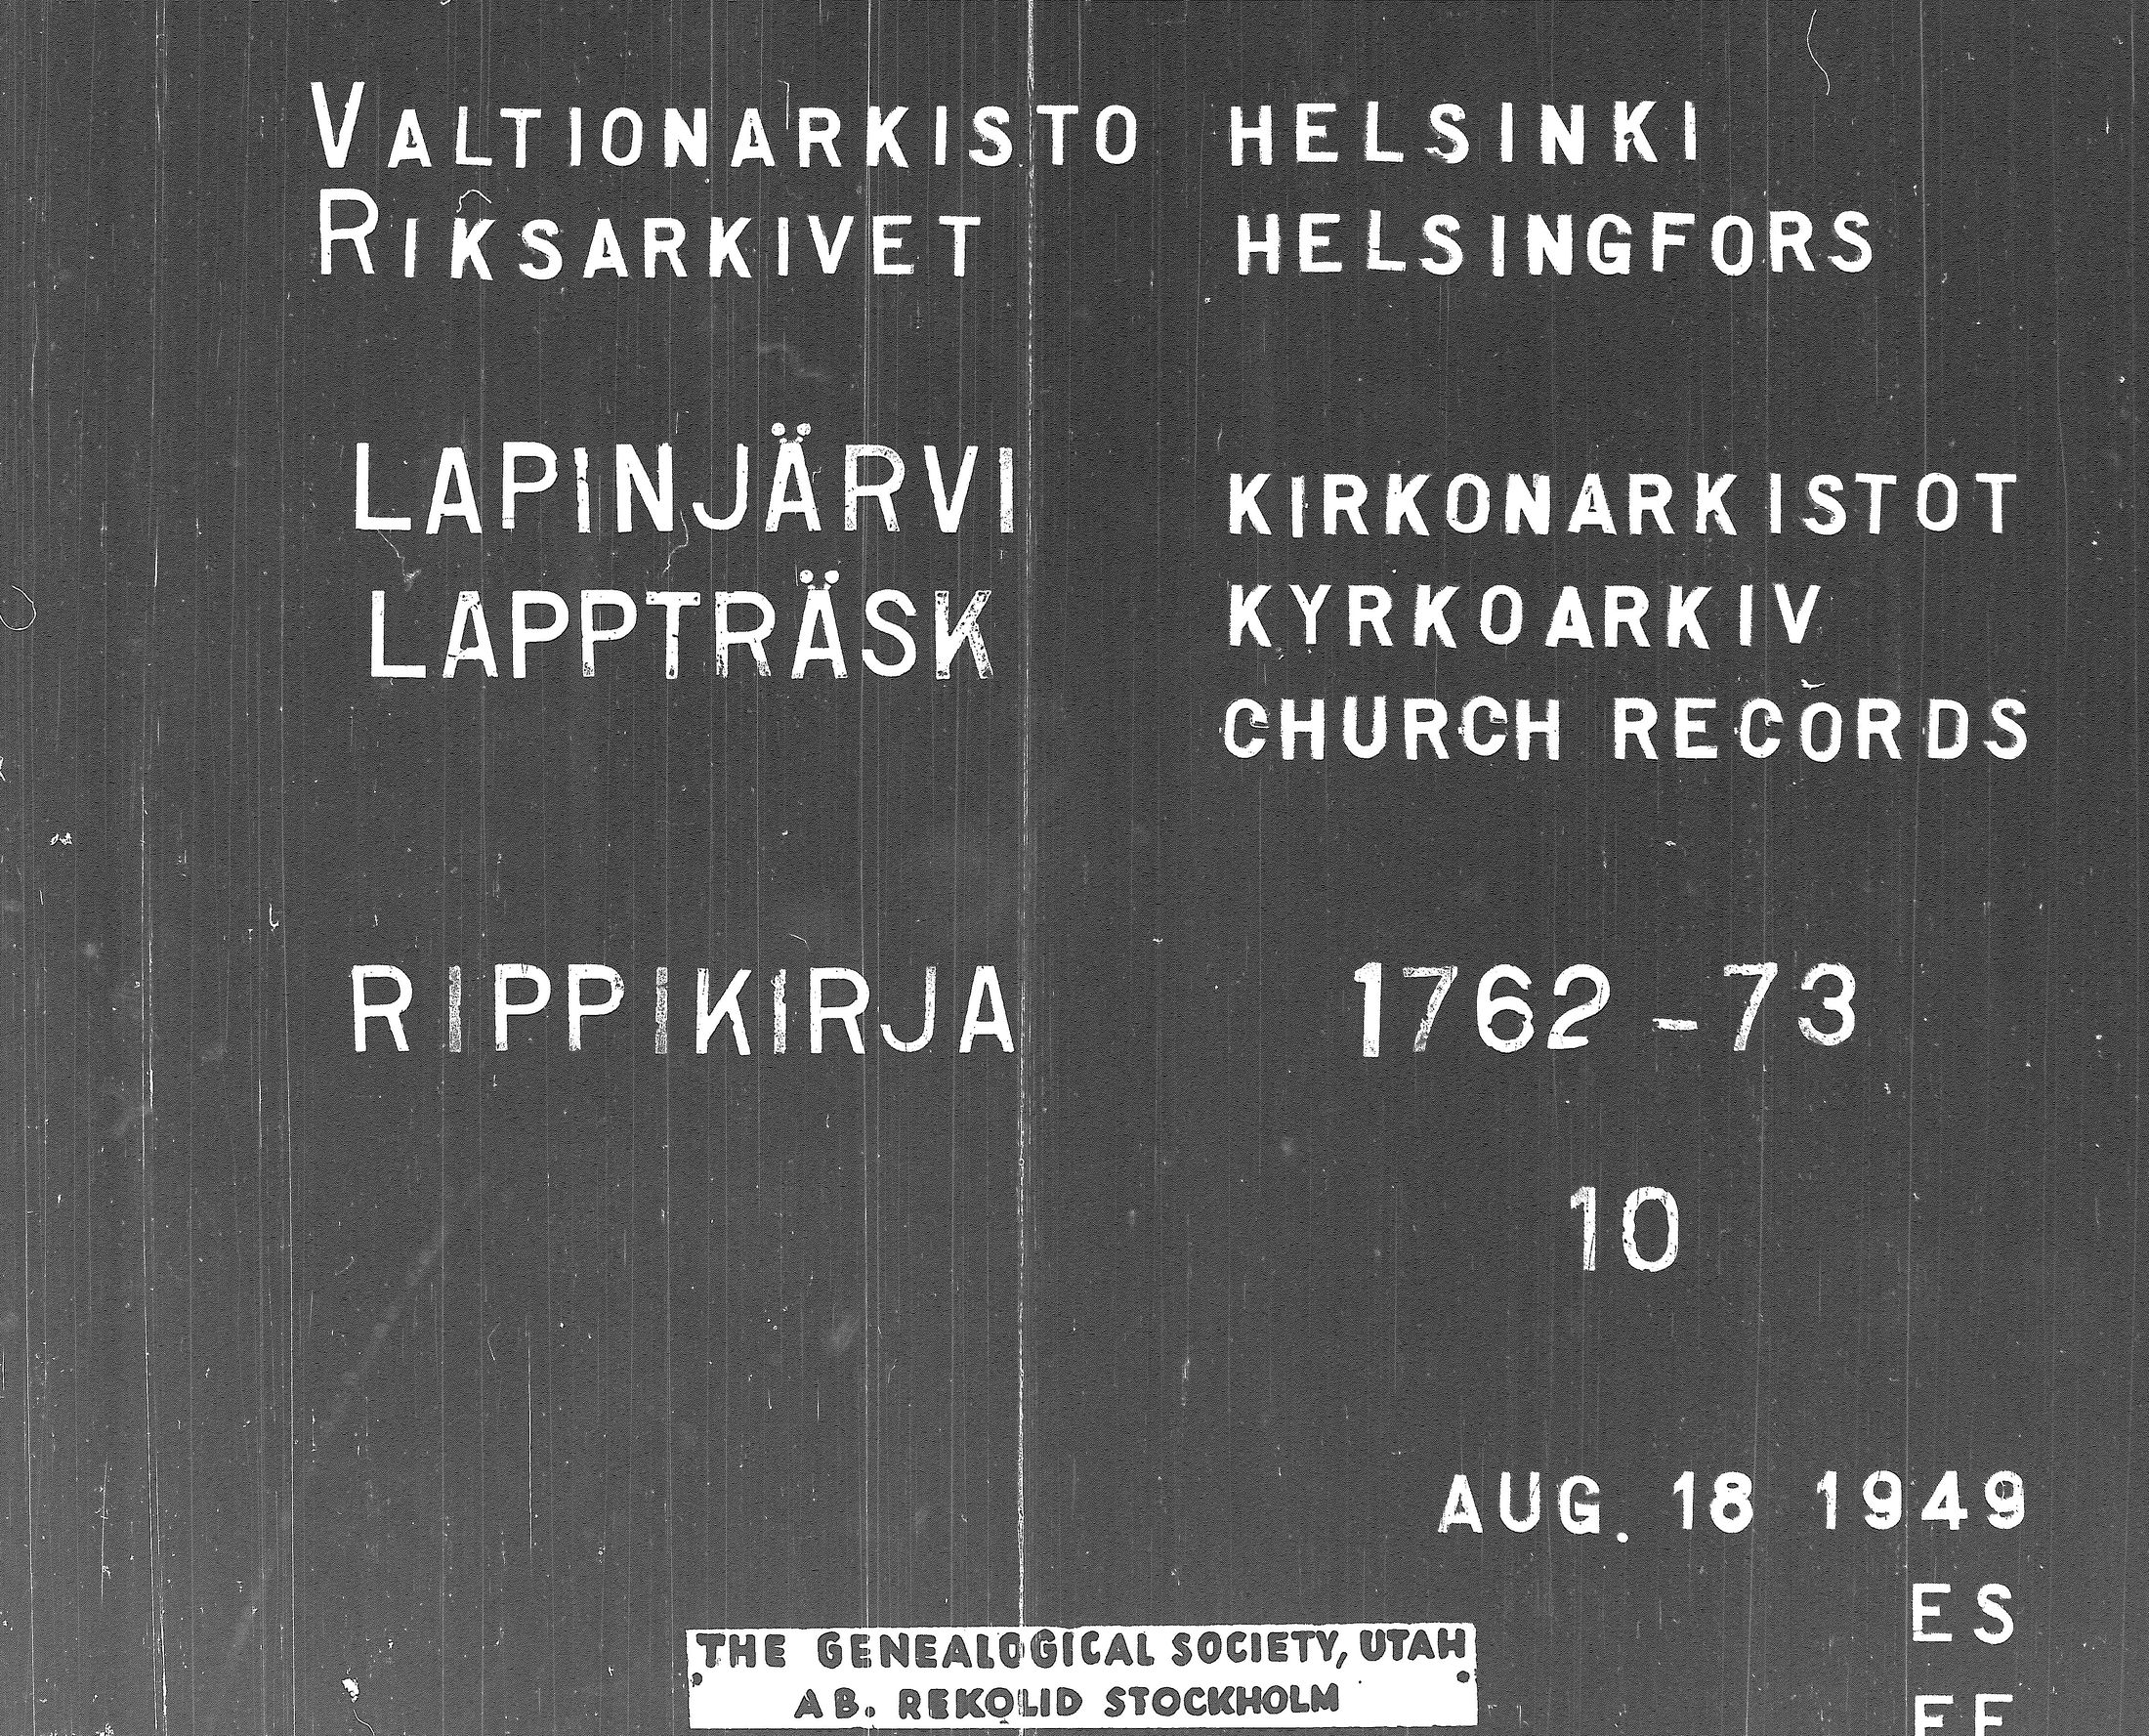 VALTIONARKISTO HELSINKI
RIKSARKIVET HELSINGFORS
LAPINJÄRVI
LAPPTRÄSK
KIRKONARKISTOT
KYRKOARKIV
CHURCH RECORDS
RIPPIKIRJA 1762-73
10
AUG. 18 1949
ES
THE GENEALOGICAL SOCIETY, UTAH
AB. REKOLID STOCKHOLM